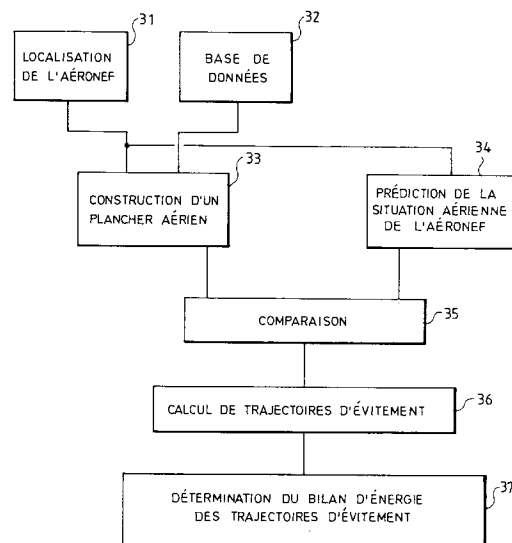 31
LOCALISATION
DE L'AÉRONEF
32
BASE DE
DONNÉES
33
CONSTRUCTION D'UN
PLANCHER AÉRIEN
34
PRÉDICTION DE LA
SITUATION AÉRIENNE
DE L'AÉRONEF
COMPARAISON
35
CALCUL DE TRAJECTOIRES D'ÉVITEMENT
36
DÉTERMINATION DU BILAN D'ÉNERGIE
DES TRAJECTOIRES D'ÉVITEMENT
37